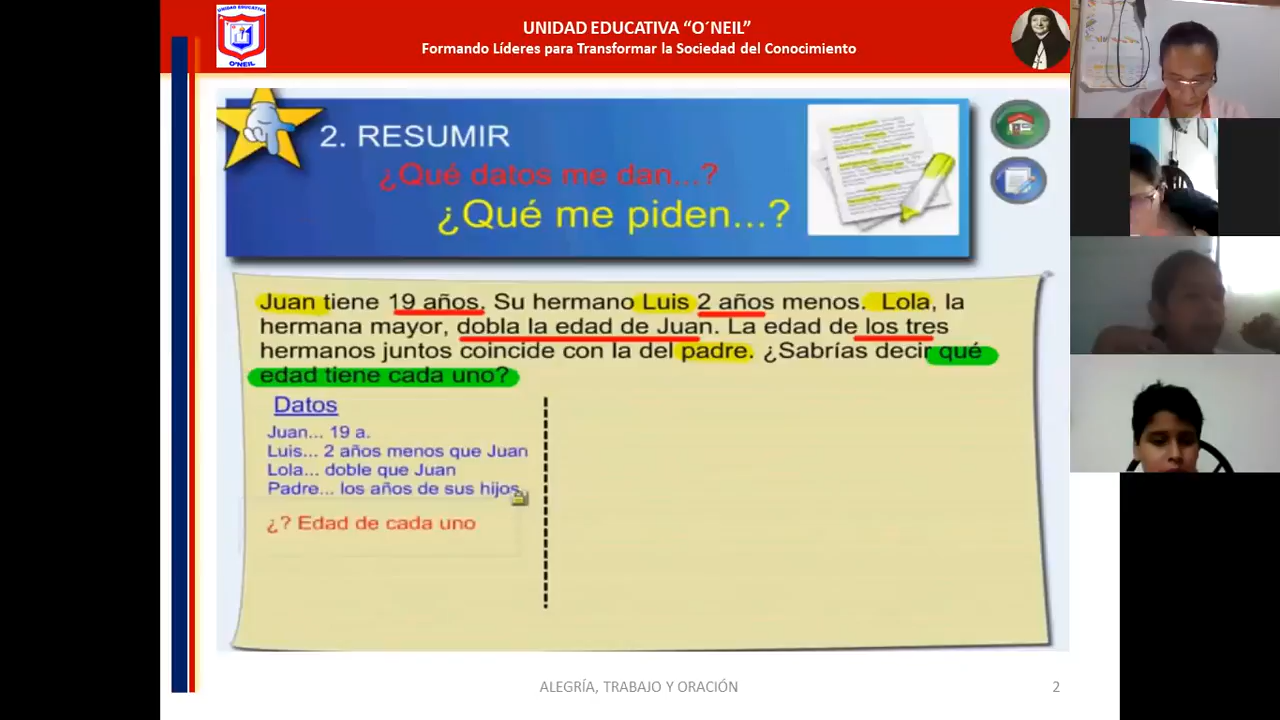 UNIDAD EDUCATIVA
O´NEIL
UNIDAD EDUCATIVA “O´NEIL”
Formando Líderes para Transformar la Sociedad del Conocimiento
2. RESUMIR
¿Qué datos me dan...?
¿Qué me piden...?
Juan tiene 19 años. Su hermano Luis 2 años menos. Lola, la
hermana mayor, dobla la edad de Juan. La edad de los tres
hermanos juntos coincide con la del padre. ¿Sabrías decir qué
edad tiene cada uno?
Datos
Juan... 19 a.
Luis... 2 años menos que Juan
Lola... doble que Juan
Padre... los años de sus hijos
¿? Edad de cada uno
ALEGRÍA, TRABAJO Y ORACIÓN
2